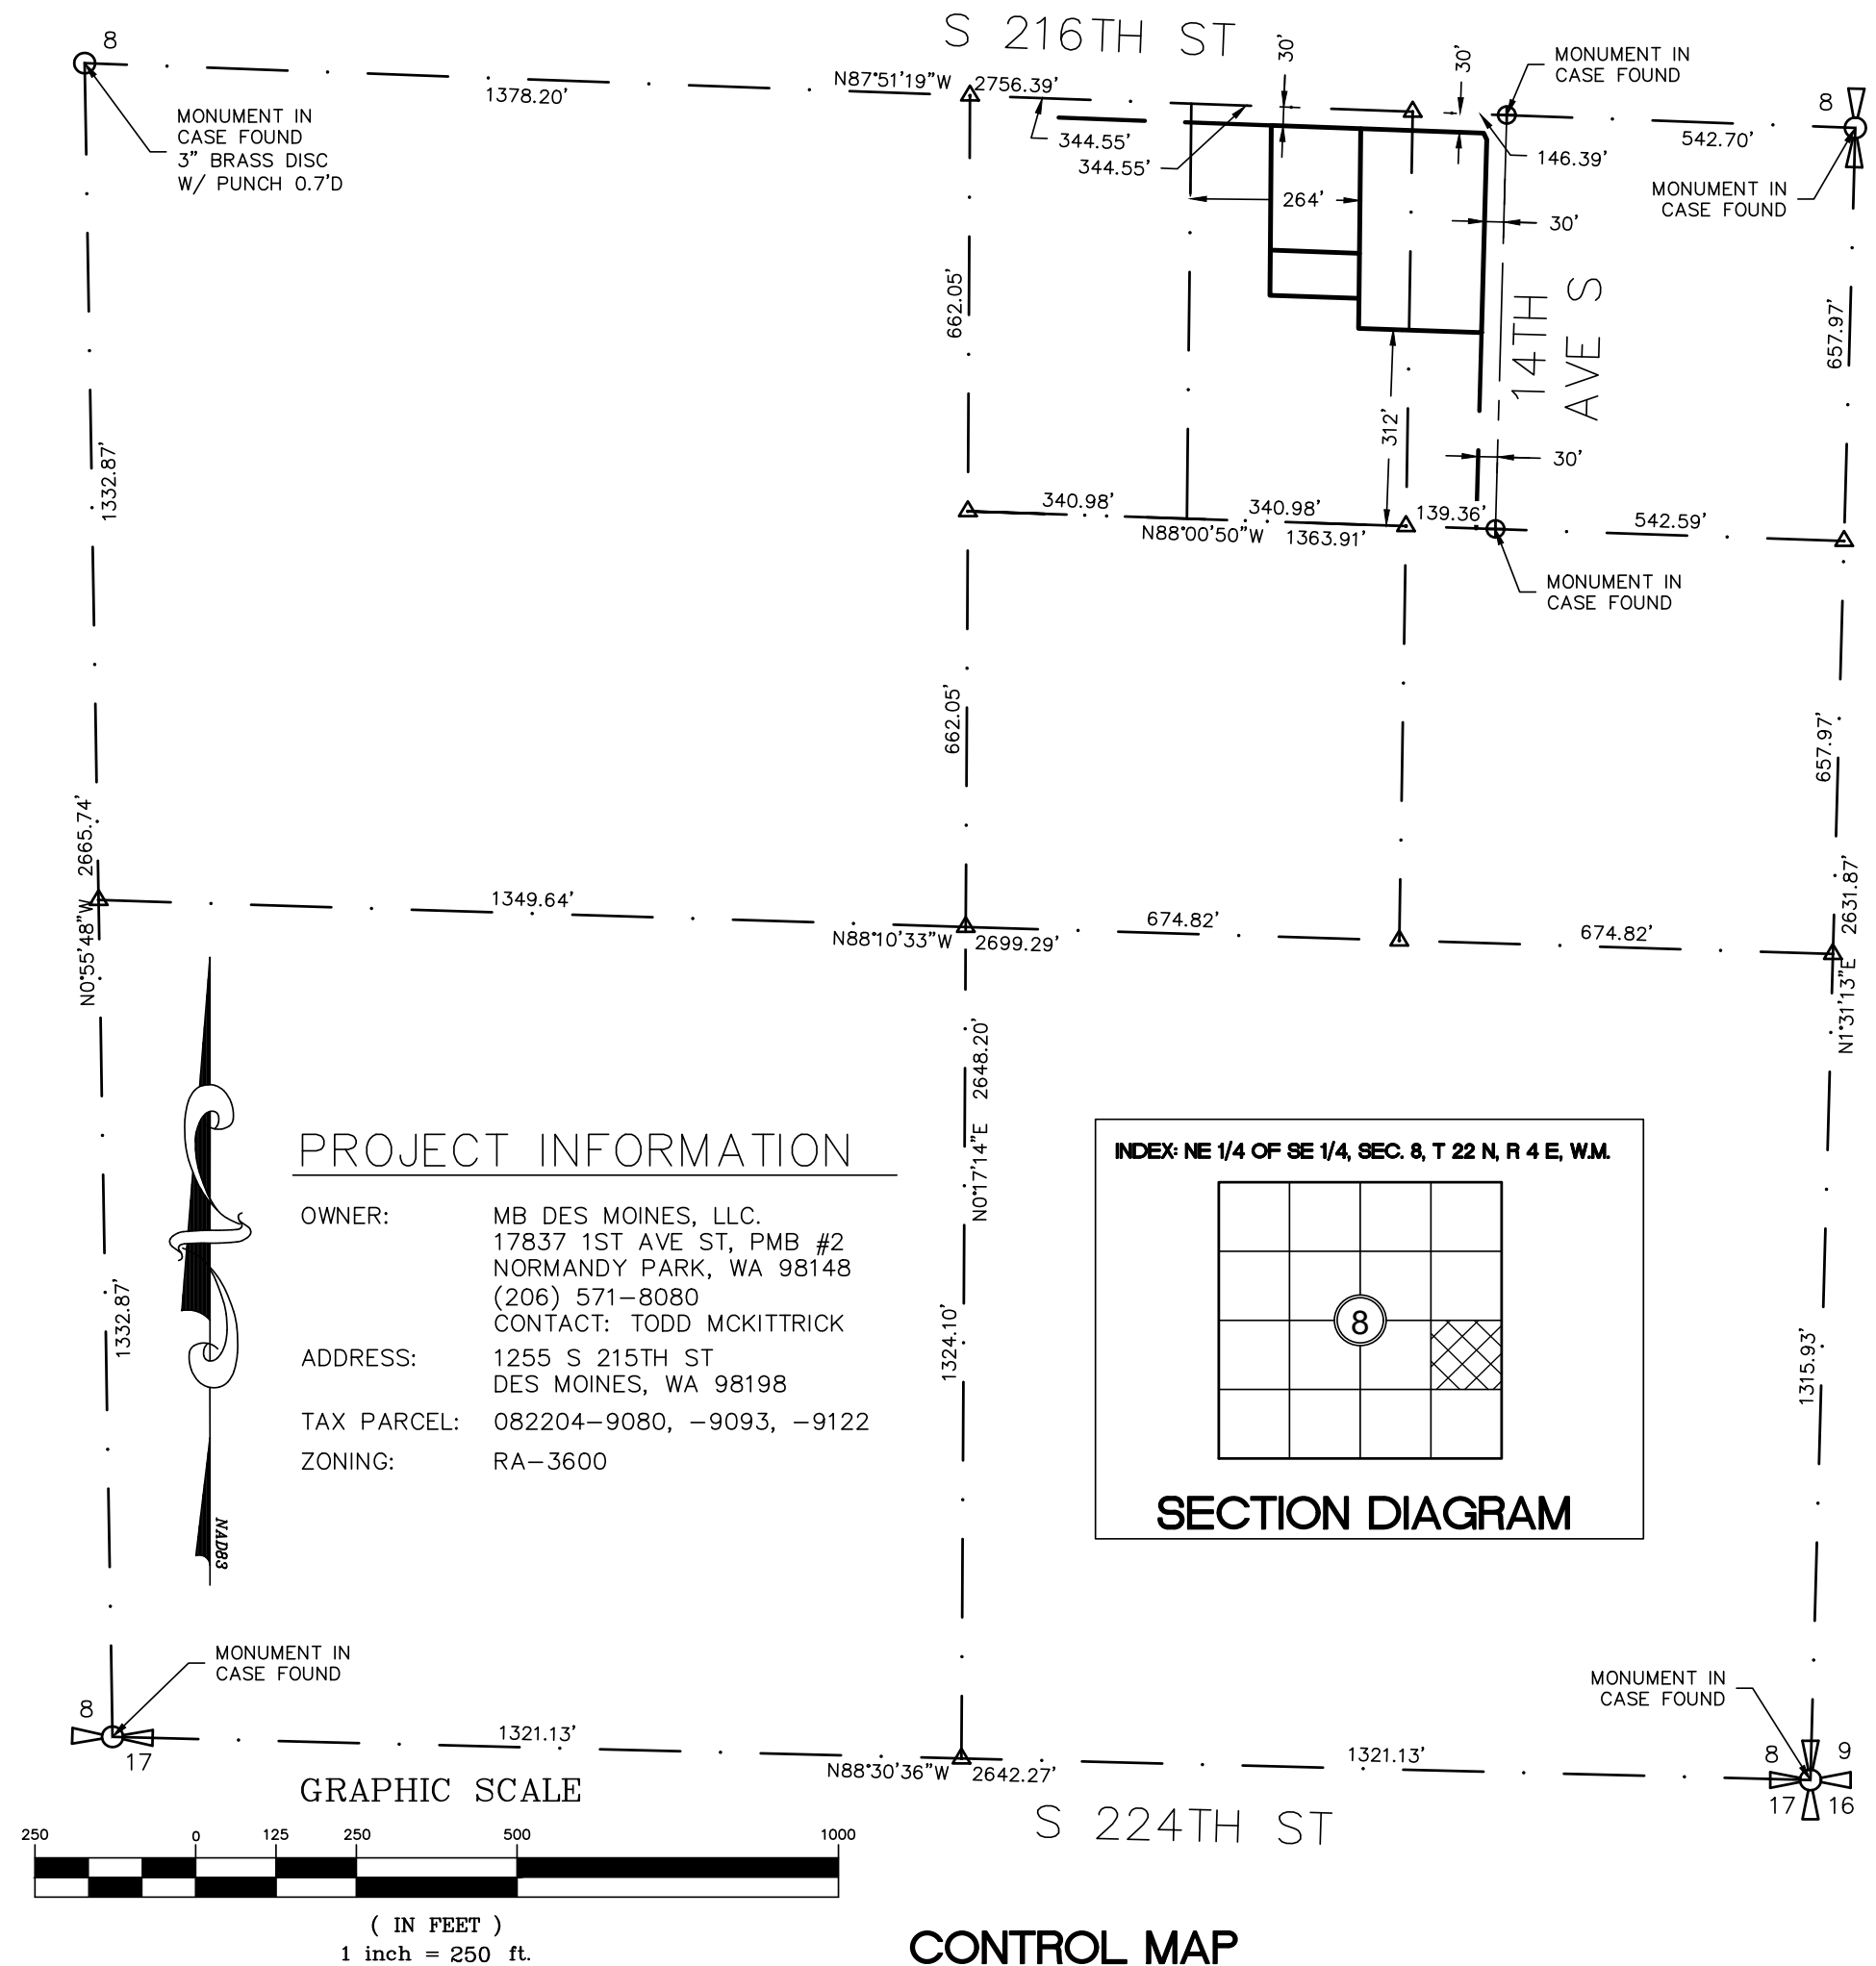 S 216TH ST
8
MONUMENT IN
CASE FOUND
3" BRASS DISC
W/ PUNCH 0.7'D
1378.20'
N87°51'19"W 2756.39'
344.55'
344.55'
30'
30'
MONUMENT IN
CASE FOUND
146.39'
542.70'
8
MONUMENT IN
CASE FOUND
264'
30'
14TH
AVE S
662.05'
657.97'
312'
30'
1332.87'
340.98'
340.98'
139.36'
542.59'
N88°00'50"W 1363.91'
MONUMENT IN
CASE FOUND
662.05'
657.97'
N0°55'48"W 2665.74'
1349.64'
N88°10'33"W 2699.29'
674.82'
674.82'
N1°31'13"E 2631.87'
N0°17'14"E 2648.20'
NAD83
PROJECT INFORMATION
OWNER: MB DES MOINES, LLC.
17837 1ST AVE ST, PMB #2
NORMANDY PARK, WA 98148
(206) 571-8080
CONTACT: TODD MCKITTRICK
ADDRESS: 1255 S 215TH ST
DES MOINES, WA 98198
TAX PARCEL: 082204-9080, -9093, -9122
ZONING: RA-3600
INDEX: NE 1/4 OF SE 1/4, SEC. 8, T 22 N, R 4 E, W.M.
8
SECTION DIAGRAM
1332.87'
1324.10'
1315.93'
MONUMENT IN
CASE FOUND
8
17
1321.13'
N88°30'36"W 2642.27'
1321.13'
MONUMENT IN
CASE FOUND
8 9
17 16
S 224TH ST
GRAPHIC SCALE
250 0 125 250 500 1000
( IN FEET )
1 inch = 250 ft.
CONTROL MAP